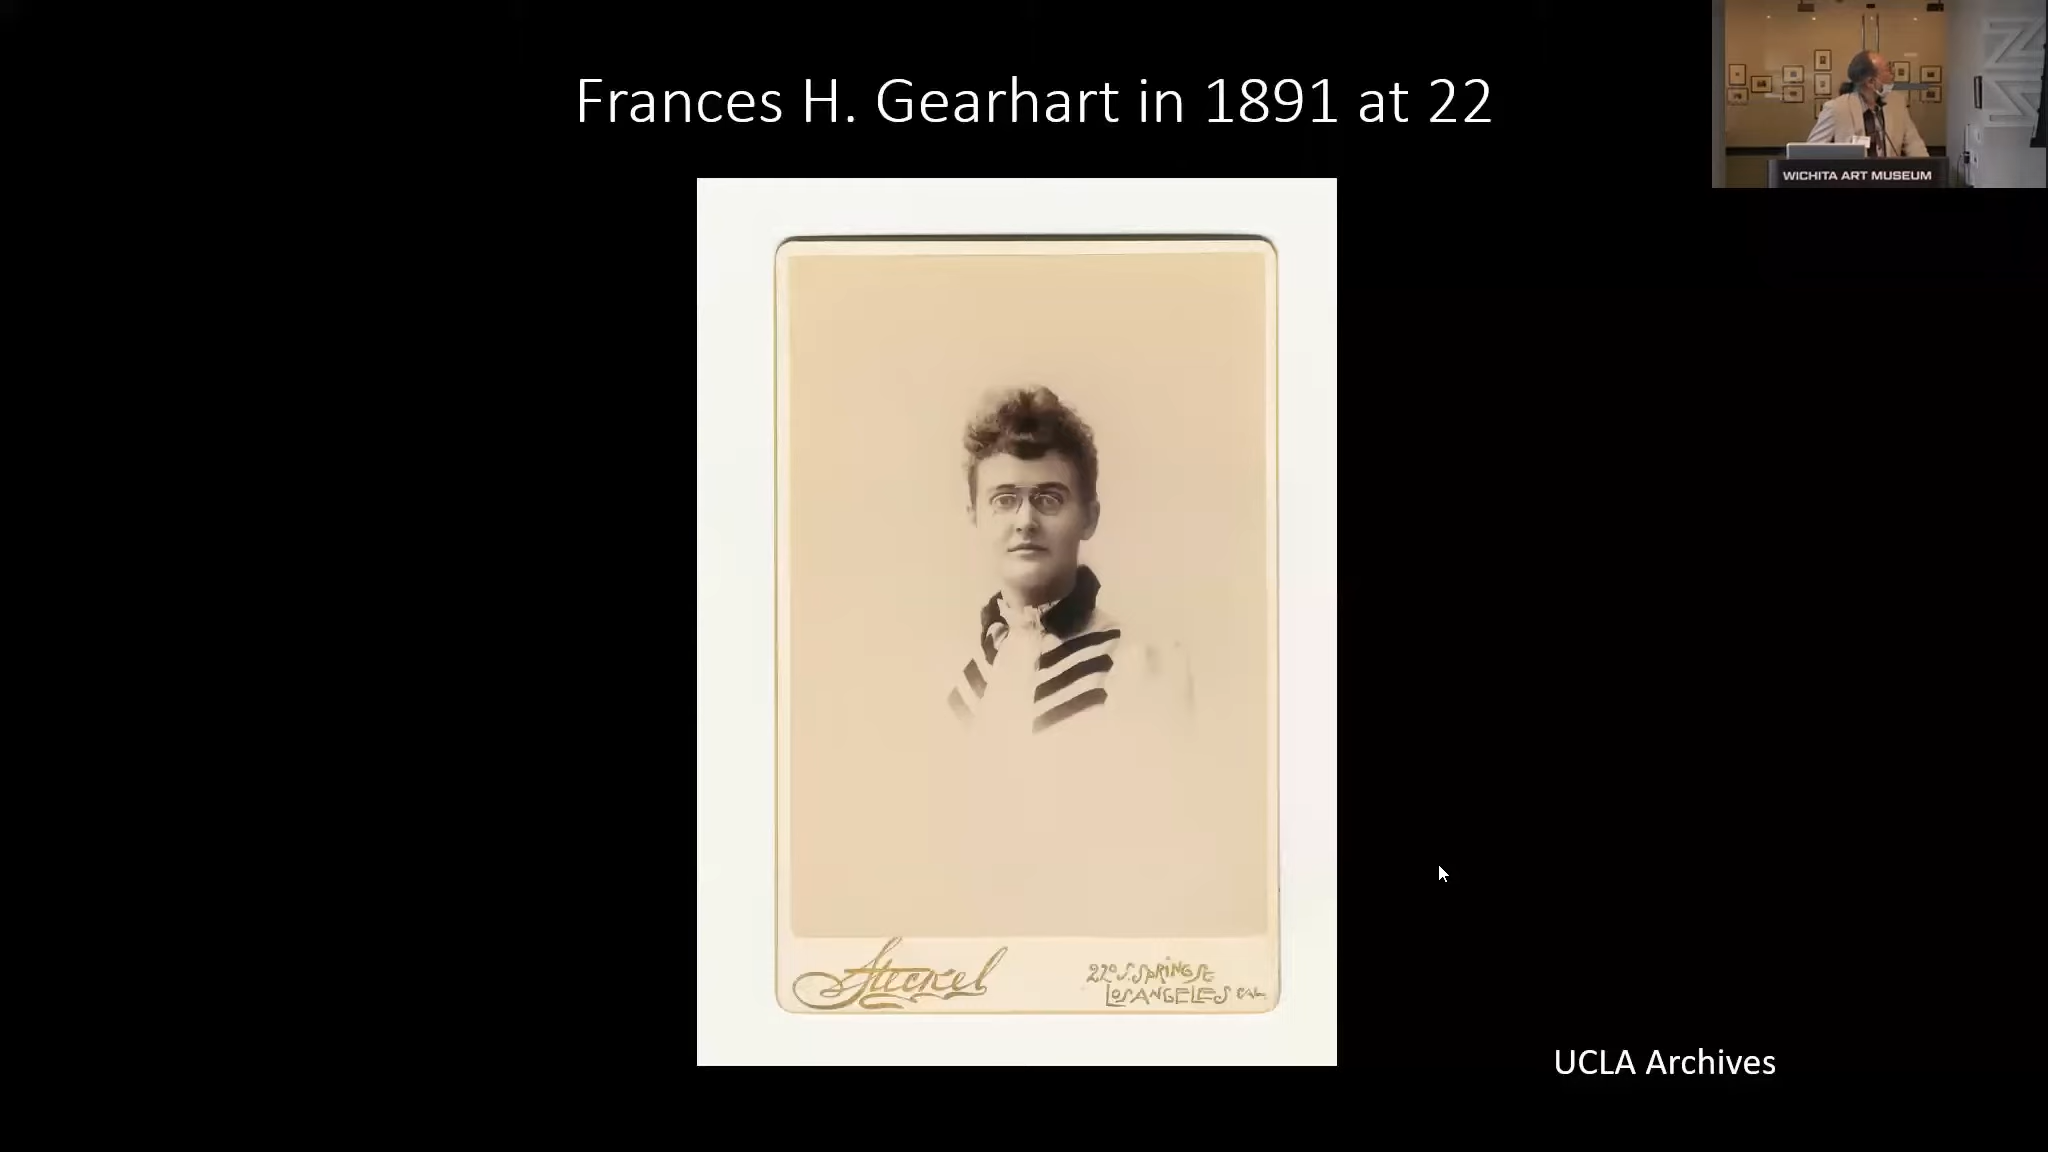 Frances H. Gearhart in 1891 at 22
WICHITA ART MUSEUM
Steckel
220 S. SPRING ST.
LOS ANGELES CAL.
UCLA Archives